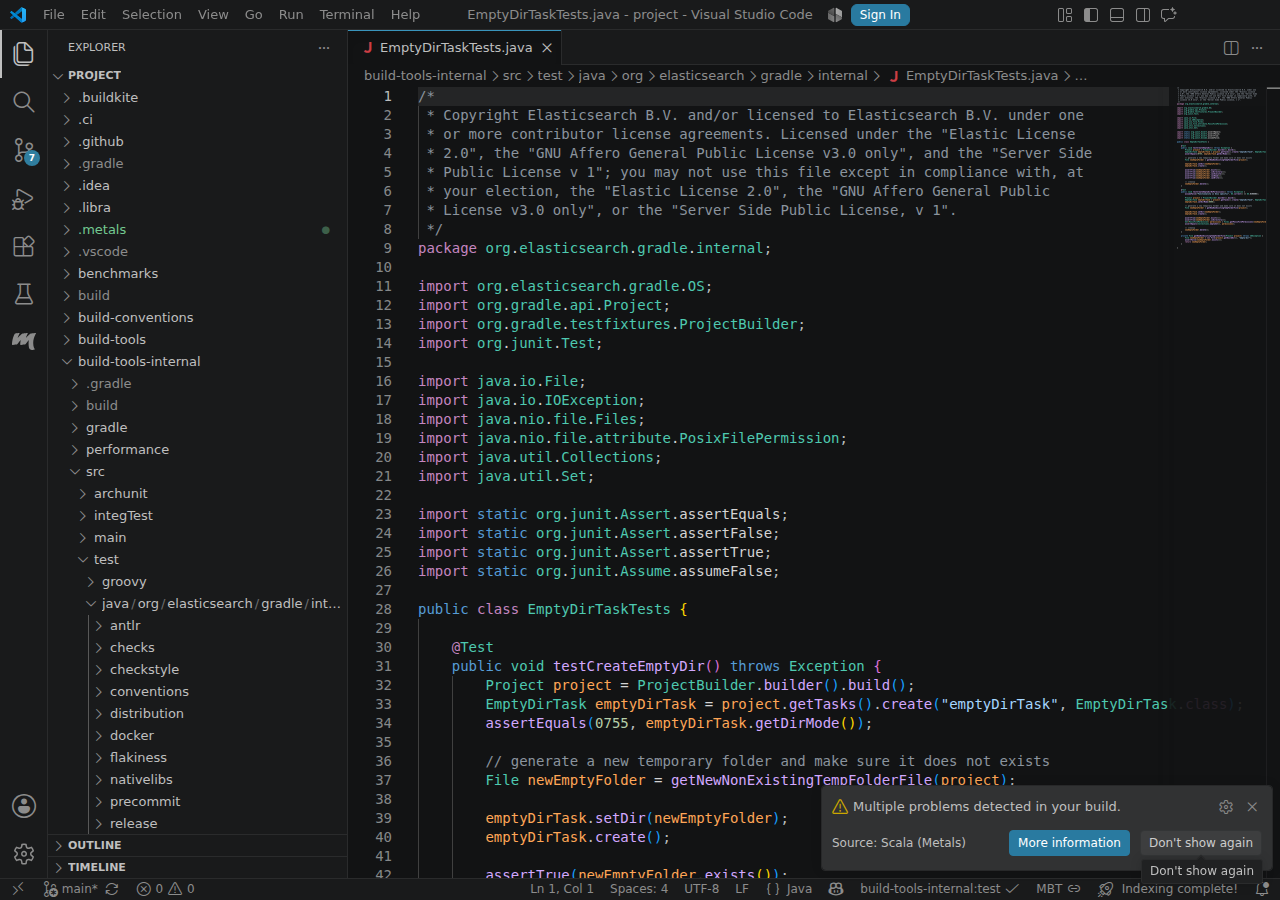 File Edit Selection View Go Run Terminal Help EmptyDirTaskTests.java - project - Visual Studio Code Sign In
EXPLORER
PROJECT
.buildkite
.ci
.github
.gradle
.idea
.libra
.metals
.vscode
benchmarks
build
build-conventions
build-tools
build-tools-internal
.gradle
build
gradle
performance
src
archunit
integTest
main
test
groovy
java/org/elasticsearch/gradle/int...
antlr
checks
checkstyle
conventions
distribution
docker
flakiness
nativelibs
precommit
release
OUTLINE
TIMELINE
7
EmptyDirTaskTests.java
build-tools-internal > src > test > java > org > elasticsearch > gradle > internal > EmptyDirTaskTests.java > ...
1 /*
2 * Copyright Elasticsearch B.V. and/or licensed to Elasticsearch B.V. under one
3 * or more contributor license agreements. Licensed under the "Elastic License
4 * 2.0", the "GNU Affero General Public License v3.0 only", and the "Server Side
5 * Public License v 1"; you may not use this file except in compliance with, at
6 * your election, the "Elastic License 2.0", the "GNU Affero General Public
7 * License v3.0 only", or the "Server Side Public License, v 1".
8 */
9 package org.elasticsearch.gradle.internal;
10
11 import org.elasticsearch.gradle.OS;
12 import org.gradle.api.Project;
13 import org.gradle.testfixtures.ProjectBuilder;
14 import org.junit.Test;
15
16 import java.io.File;
17 import java.io.IOException;
18 import java.nio.file.Files;
19 import java.nio.file.attribute.PosixFilePermission;
20 import java.util.Collections;
21 import java.util.Set;
22
23 import static org.junit.Assert.assertEquals;
24 import static org.junit.Assert.assertFalse;
25 import static org.junit.Assert.assertTrue;
26 import static org.junit.Assume.assumeFalse;
27
28 public class EmptyDirTaskTests {
29
30 @Test
31 public void testCreateEmptyDir() throws Exception {
32 Project project = ProjectBuilder.builder().build();
33 EmptyDirTask emptyDirTask = project.getTasks().create("emptyDirTask", EmptyDirTask.class);
34 assertEquals(0755, emptyDirTask.getDirMode());
35
36 // generate a new temporary folder and make sure it does not exists
37 File newEmptyFolder = getNewNonExistingTempFolderFile(project);
38
39 emptyDirTask.setDir(newEmptyFolder);
40 emptyDirTask.create();
41
42 assertTrue(newEmptyFolder.exists());
Multiple problems detected in your build.
Source: Scala (Metals) More information Don't show again
Don't show again
main* 0 0 Ln 1, Col 1 Spaces: 4 UTF-8 LF { } Java build-tools-internal:test MBT Indexing complete!